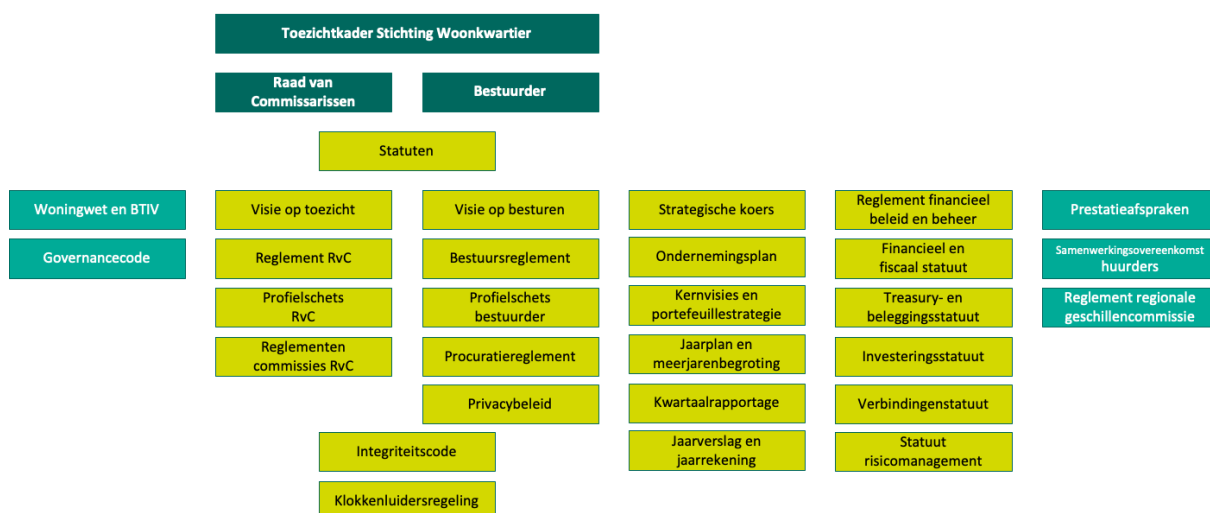 Toezichtkader Stichting Woonkwartier
Raad van
Commissarissen
Bestuurder
Statuten
Woningwet en BTIV
Governancecode
Visie op toezicht
Reglement RvC
Profielschets
RvC
Reglementen
commissies RvC
Visie op besturen
Bestuursreglement
Profielschets
bestuurder
Procuratiereglement
Privacybeleid
Integriteitscode
Klokkenluidersregeling
Strategische koers
Ondernemingsplan
Kernvisies en
portefeuillestrategie
Jaarplan en
meerjarenbegroting
Kwartaalrapportage
Jaarverslag en
jaarrekening
Reglement financieel
beleid en beheer
Financieel en
fiscaal statuut
Treasury- en
beleggingsstatuut
Investeringsstatuut
Verbindingenstatuut
Statuut
risicomanagement
Prestatieafspraken
Samenwerkingsovereenkomst
huurders
Reglement regionale
geschillencommissie